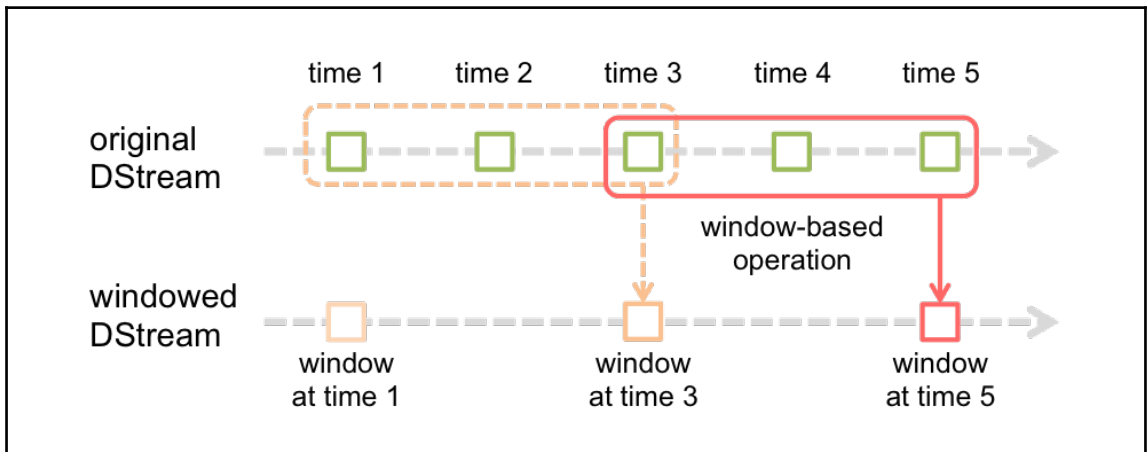 time 1 time 2 time 3 time 4 time 5
original
DStream
window-based
operation
windowed
DStream
window
at time 1
window
at time 3
window
at time 5